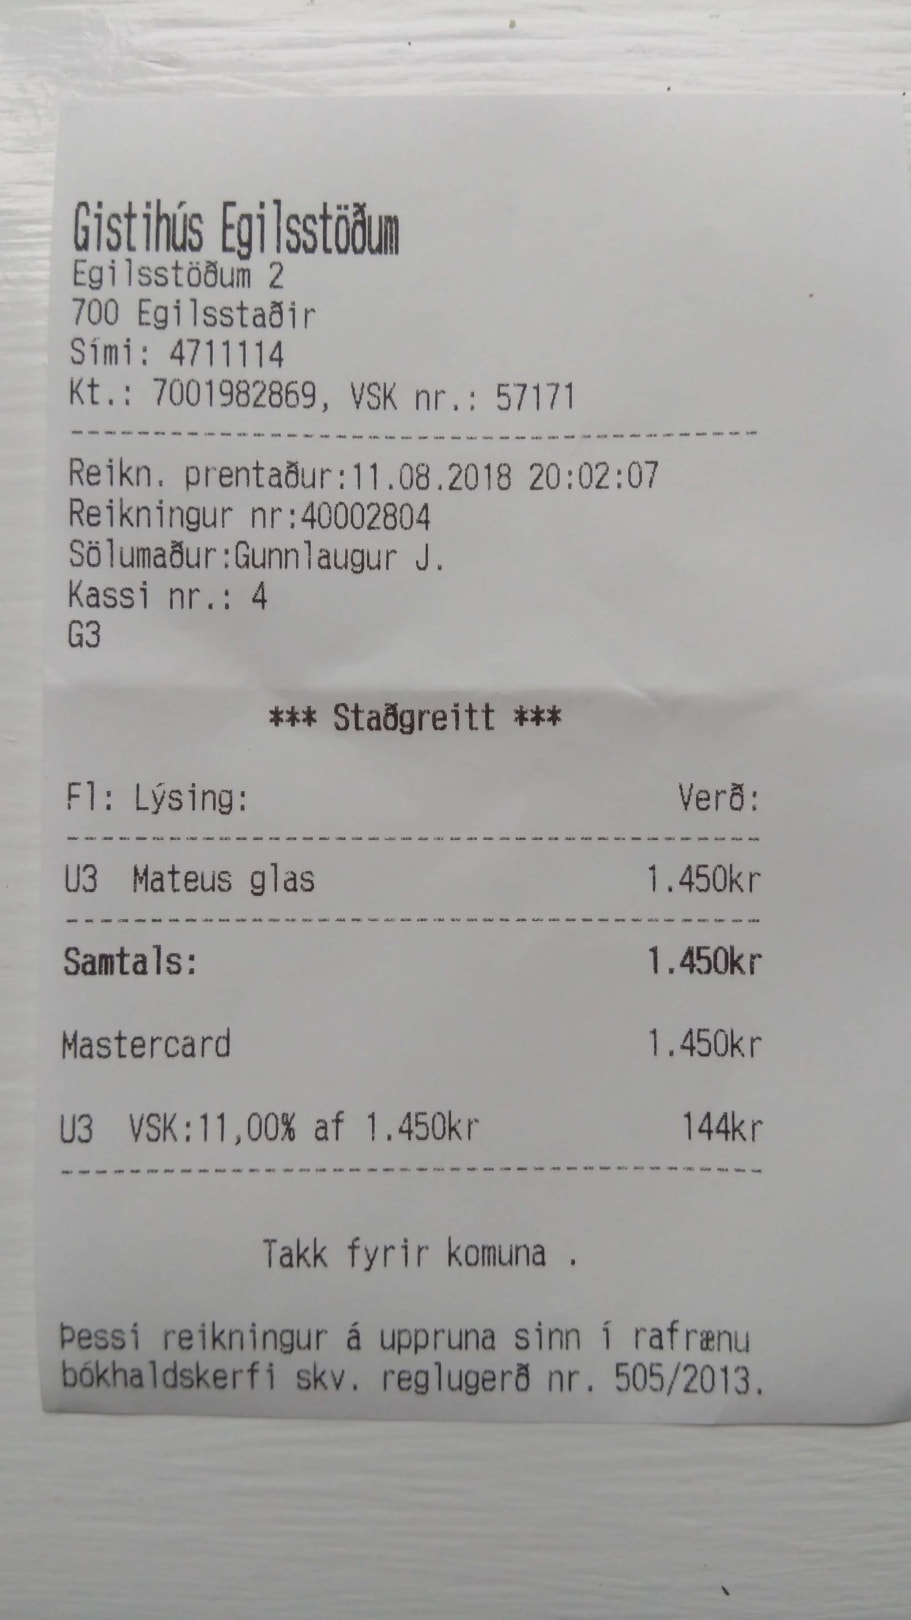 Gistihús Egilsstöðum
Egilsstöðum 2
700 Egilsstaðir
Sími: 4711114
Kt.: 7001982869, VSK nr.: 57171
Reikn. prentaður:11.08.2018 20:02:07
Reikningur nr:40002804
Sölumaður:Gunnlaugur J.
Kassi nr.: 4
G3
*** Staðgreitt ***
Fl: Lýsing: Verð:
U3 Mateus glas 1.450kr
Samtals: 1.450kr
Mastercard 1.450kr
U3 VSK:11,00% af 1.450kr 144kr
Takk fyrir komuna .
Þessi reikningur á uppruna sinn í rafrænu
bókhaldskerfi skv. reglugerð nr. 505/2013.